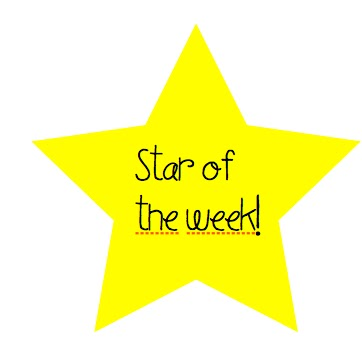 Star of
the week!